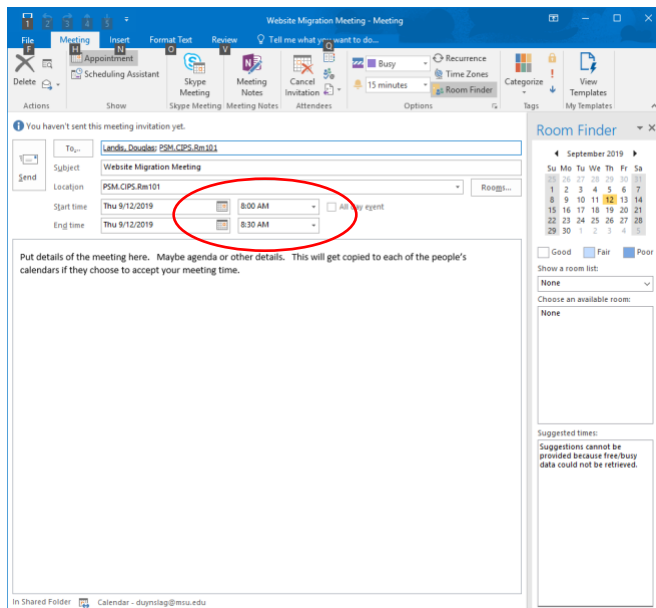 1 2 3 4 5
Website Migration Meeting - Meeting
File Meeting Insert Format Text Review Tell me what you want to do...
F H N O V Q
Appointment
Scheduling Assistant
Delete
Skype
Meeting
Meeting
Notes
Cancel
Invitation
Busy
15 minutes
Recurrence
Time Zones
Room Finder
Categorize
View
Templates
Actions Show Skype Meeting Meeting Notes Attendees Options Tags My Templates
You haven't sent this meeting invitation yet.
Send
To... Landis, Douglas; PSM.CIPS.Rm101
Subject Website Migration Meeting
Location PSM.CIPS.Rm101 Rooms...
Start time Thu 9/12/2019 8:00 AM All day event
End time Thu 9/12/2019 8:30 AM
Put details of the meeting here. Maybe agenda or other details. This will get copied to each of the people's
calendars if they choose to accept your meeting time.
Room Finder
September 2019
Su Mo Tu We Th Fr Sa
25 26 27 28 29 30 31
1 2 3 4 5 6 7
8 9 10 11 12 13 14
15 16 17 18 19 20 21
22 23 24 25 26 27 28
29 30 1 2 3 4 5
Good Fair Poor
Show a room list:
None
Choose an available room:
None
Suggested times:
Suggestions cannot be
provided because free/busy
data could not be retrieved.
In Shared Folder Calendar - duynslag@msu.edu